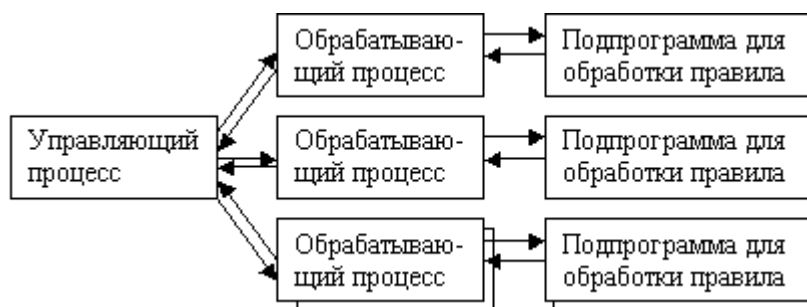 Обрабатываю-
щий процесс
Подпрограмма для
обработки правила
Управляющий
процесс
Обрабатываю-
щий процесс
Подпрограмма для
обработки правила
Обрабатываю-
щий процесс
Подпрограмма для
обработки правила